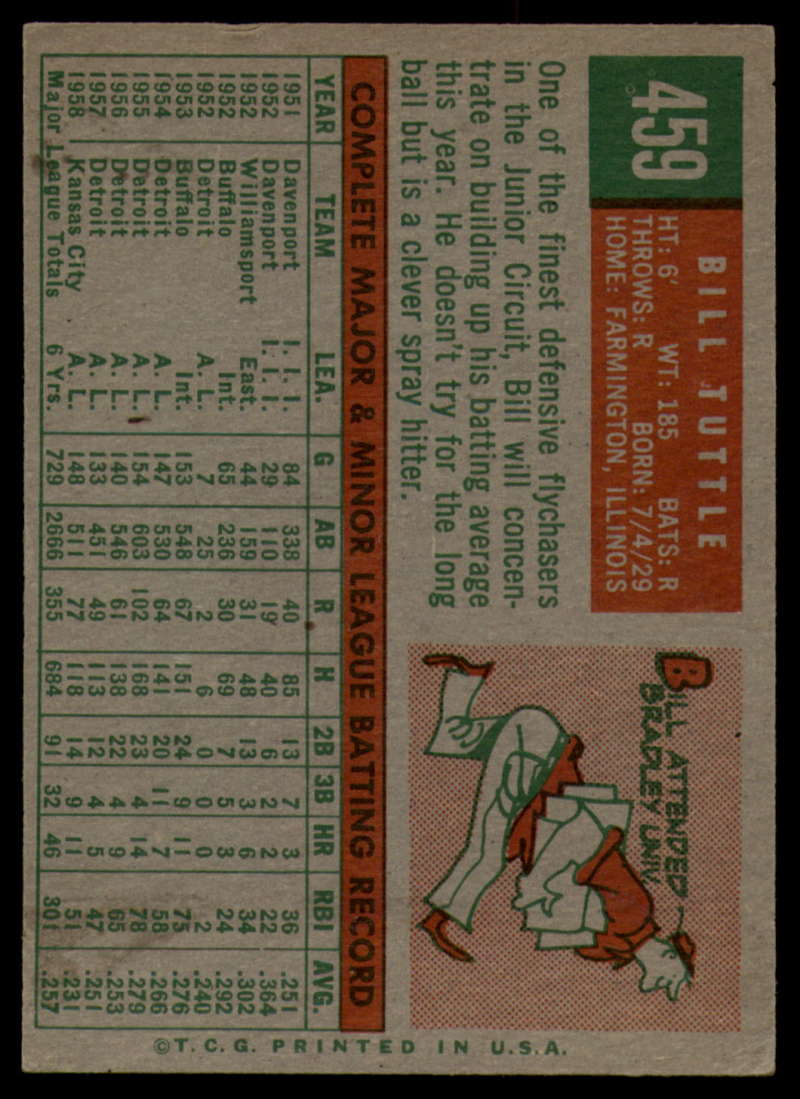 459
BILL TUTTLE
HT: 6' WT: 185 BATS: R
THROWS: R BORN: 7/4/29
HOME: FARMINGTON, ILLINOIS
One of the finest defensive flychasers
in the Junior Circuit, Bill will concen-
trate on building up his batting average
this year. He doesn't try for the long
ball but is a clever spray hitter.
BILL ATTENDED
BRADLEY UNIV.
COMPLETE MAJOR & MINOR LEAGUE BATTING RECORD
YEAR TEAM LEA. G AB R H 2B 3B HR RBI AVG.
1951 Davenport I. I. I. 84 338 40 85 13 7 3 36 .251
1952 Davenport I. I. I. 29 110 19 40 6 2 2 22 .364
1952 Williamsport East. 44 159 31 48 13 3 6 34 .302
1952 Buffalo Int. 65 236 30 69 7 5 3 24 .292
1952 Detroit A. L. 7 25 2 6 0 0 0 2 .240
1953 Buffalo Int. 153 548 67 151 24 9 11 75 .276
1954 Detroit A. L. 147 530 64 141 20 11 7 58 .266
1955 Detroit A. L. 154 603 102 168 23 4 14 78 .279
1956 Detroit A. L. 140 546 61 138 22 4 9 65 .253
1957 Detroit A. L. 133 451 49 113 12 4 5 47 .251
1958 Kansas City A. L. 148 511 77 118 14 9 11 51 .231
Major League Totals 6 Yrs. 729 2666 355 684 91 32 46 301 .257
© T. C. G. PRINTED IN U.S.A.